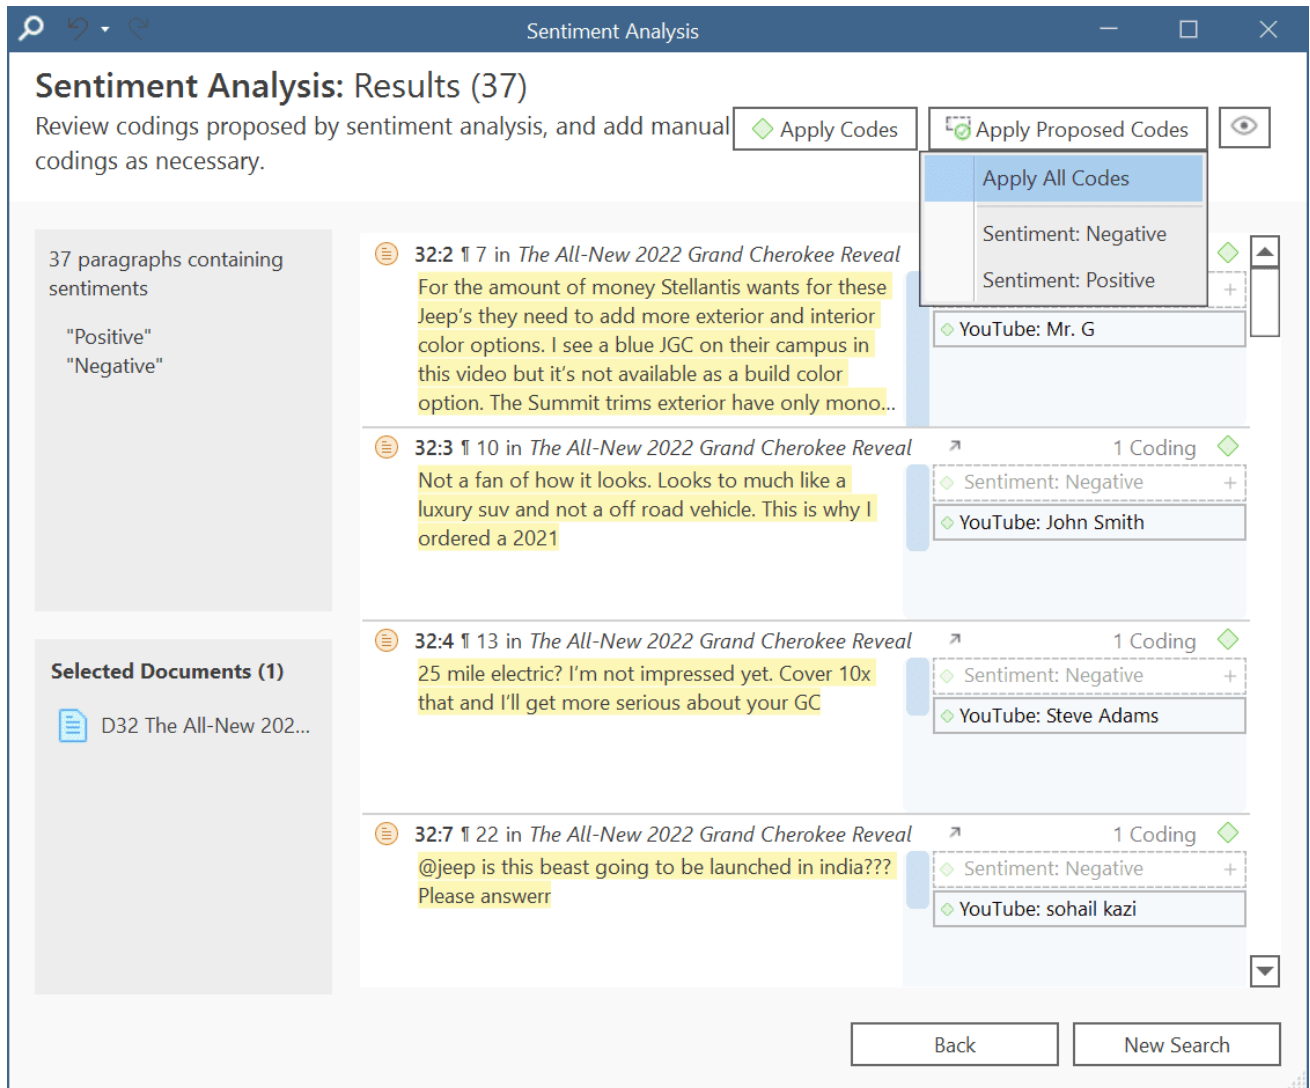 Sentiment Analysis
Sentiment Analysis: Results (37)
Review codings proposed by sentiment analysis, and add manual
codings as necessary.
Apply Codes
Apply Proposed Codes
Apply All Codes
Sentiment: Negative
Sentiment: Positive
37 paragraphs containing
sentiments
"Positive"
"Negative"
Selected Documents (1)
D32 The All-New 202...
32:2 ¶ 7 in The All-New 2022 Grand Cherokee Reveal
For the amount of money Stellantis wants for these
Jeep's they need to add more exterior and interior
color options. I see a blue JGC on their campus in
this video but it's not available as a build color
option. The Summit trims exterior have only mono...
+
YouTube: Mr. G
32:3 ¶ 10 in The All-New 2022 Grand Cherokee Reveal
1 Coding
Not a fan of how it looks. Looks to much like a
luxury suv and not a off road vehicle. This is why I
ordered a 2021
Sentiment: Negative +
YouTube: John Smith
32:4 ¶ 13 in The All-New 2022 Grand Cherokee Reveal
1 Coding
25 mile electric? I'm not impressed yet. Cover 10x
that and I'll get more serious about your GC
Sentiment: Negative +
YouTube: Steve Adams
32:7 ¶ 22 in The All-New 2022 Grand Cherokee Reveal
1 Coding
@jeep is this beast going to be launched in india???
Please answerr
Sentiment: Negative +
YouTube: sohail kazi
Back
New Search